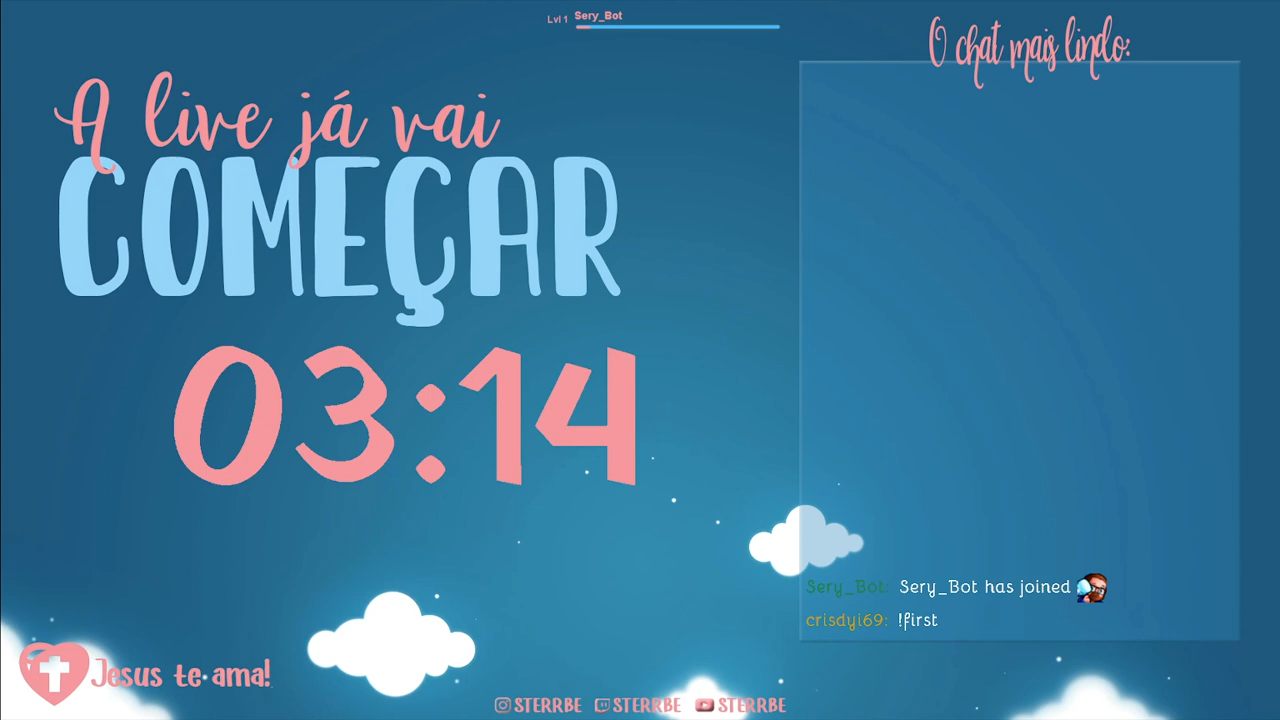 Lvl 1 Sery_Bot
O chat mais lindo:
A live já vai
COMEÇAR
03:14
Sery_Bot: Sery_Bot has joined
crisdyi69: !first
Jesus te ama!
STERRBE STERRBE STERRBE